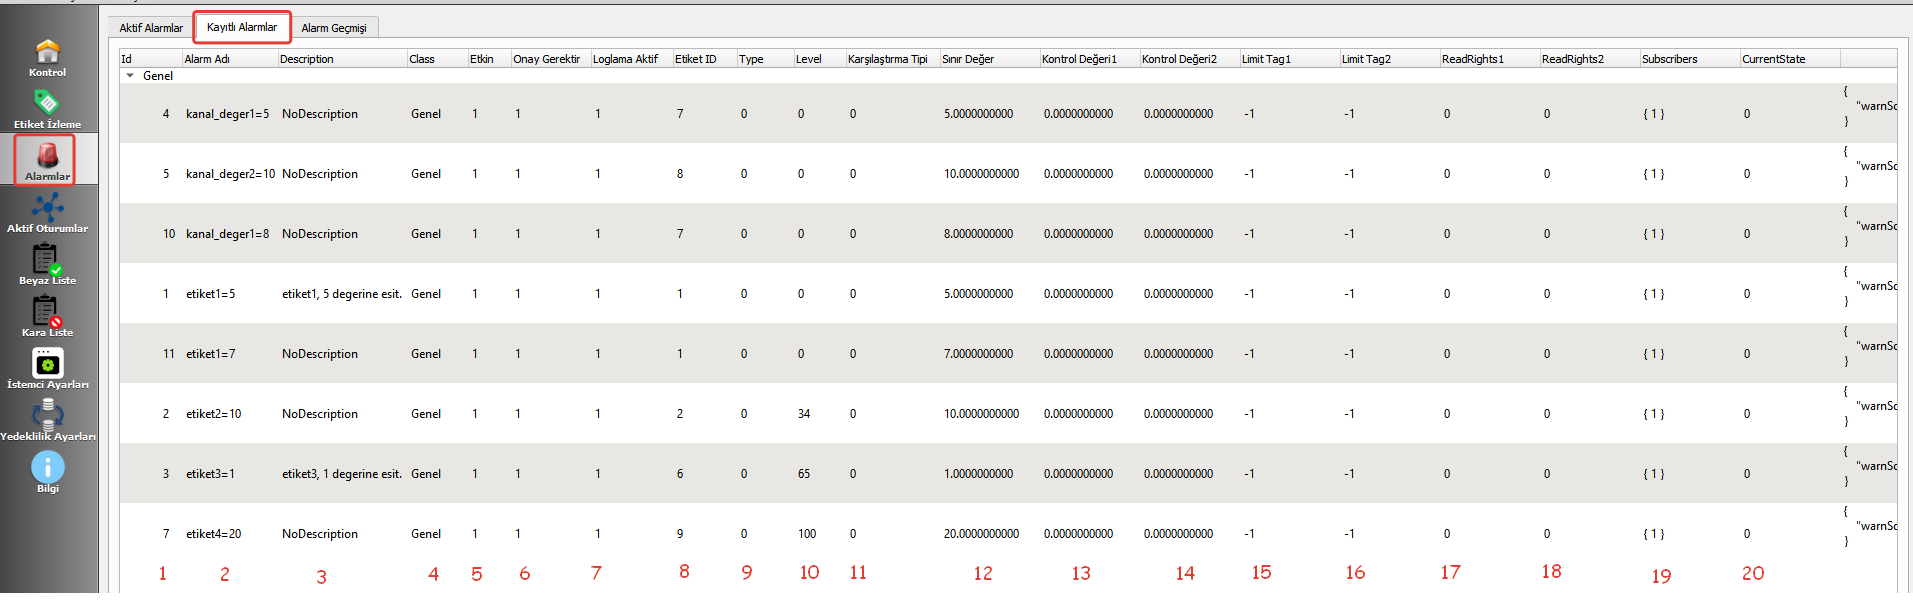 Aktif Alarmlar Kayıtlı Alarmlar Alarm Geçmişi
Kontrol
Etiket İzleme
Alarmlar
Aktif Oturumlar
Beyaz Liste
Kara Liste
İstemci Ayarları
Yedeklilik Ayarları
Bilgi
Id Alarm Adı Description Class Etkin Onay Gerektir Loglama Aktif Etiket ID Type Level Karşılaştırma Tipi Sınır Değer Kontrol Değeri1 Kontrol Değeri2 Limit Tag1 Limit Tag2 ReadRights1 ReadRights2 Subscribers CurrentState
Genel
{
4 kanal_deger1=5 NoDescription Genel 1 1 1 7 0 0 0 5.0000000000 0.0000000000 0.0000000000 -1 -1 0 0 { 1 } 0 "warnSc
}
{
5 kanal_deger2=10 NoDescription Genel 1 1 1 8 0 0 0 10.0000000000 0.0000000000 0.0000000000 -1 -1 0 0 { 1 } 0 "warnSc
}
{
10 kanal_deger1=8 NoDescription Genel 1 1 1 7 0 0 0 8.0000000000 0.0000000000 0.0000000000 -1 -1 0 0 { 1 } 0 "warnSc
}
{
1 etiket1=5 etiket1, 5 degerine esit. Genel 1 1 1 1 0 0 0 5.0000000000 0.0000000000 0.0000000000 -1 -1 0 0 { 1 } 0 "warnSc
}
{
11 etiket1=7 NoDescription Genel 1 1 1 1 0 0 0 7.0000000000 0.0000000000 0.0000000000 -1 -1 0 0 { 1 } 0 "warnSc
}
{
2 etiket2=10 NoDescription Genel 1 1 1 2 0 34 0 10.0000000000 0.0000000000 0.0000000000 -1 -1 0 0 { 1 } 0 "warnSc
}
{
3 etiket3=1 etiket3, 1 degerine esit. Genel 1 1 1 6 0 65 0 1.0000000000 0.0000000000 0.0000000000 -1 -1 0 0 { 1 } 0 "warnSc
}
{
7 etiket4=20 NoDescription Genel 1 1 1 9 0 100 0 20.0000000000 0.0000000000 0.0000000000 -1 -1 0 0 { 1 } 0 "warnSc
}
1 2 3 4 5 6 7 8 9 10 11 12 13 14 15 16 17 18 19 20